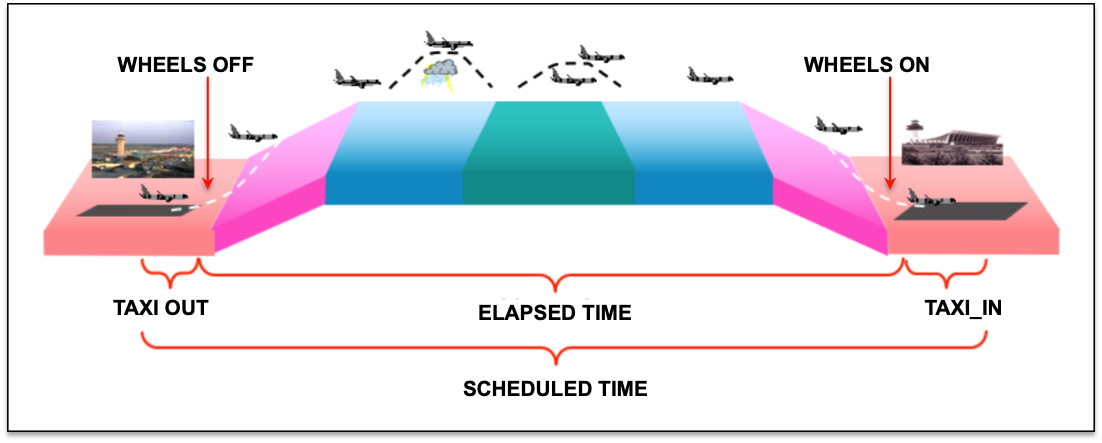 WHEELS OFF
WHEELS ON
TAXI OUT
ELAPSED TIME
TAXI_IN
SCHEDULED TIME